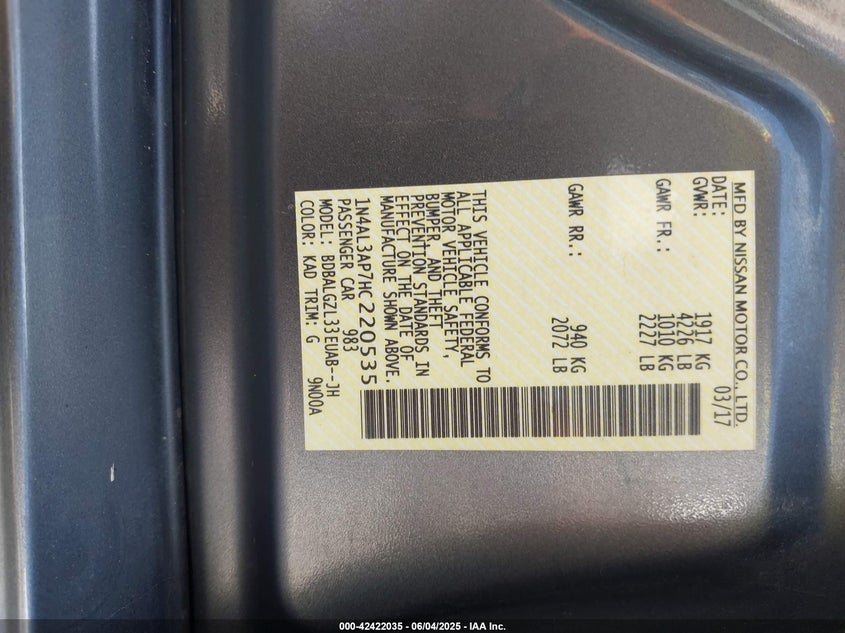 MFD BY NISSAN MOTOR CO., LTD.
DATE: 03/17
GVWR: 1917 KG
4226 LB
GAWR FR.: 1010 KG
2227 LB
GAWR RR.: 940 KG
2072 LB
THIS VEHICLE CONFORMS TO
ALL APPLICABLE FEDERAL
MOTOR VEHICLE SAFETY,
BUMPER, AND THEFT
PREVENTION STANDARDS IN
EFFECT ON THE DATE OF
MANUFACTURE SHOWN ABOVE.
1N4AL3AP7HC220535
PASSENGER CAR 983
MODEL: BDBALGZL33EUAB--JH
COLOR: KAD TRIM: G 9N00A
000-42422035 - 06/04/2025 - IAA Inc.